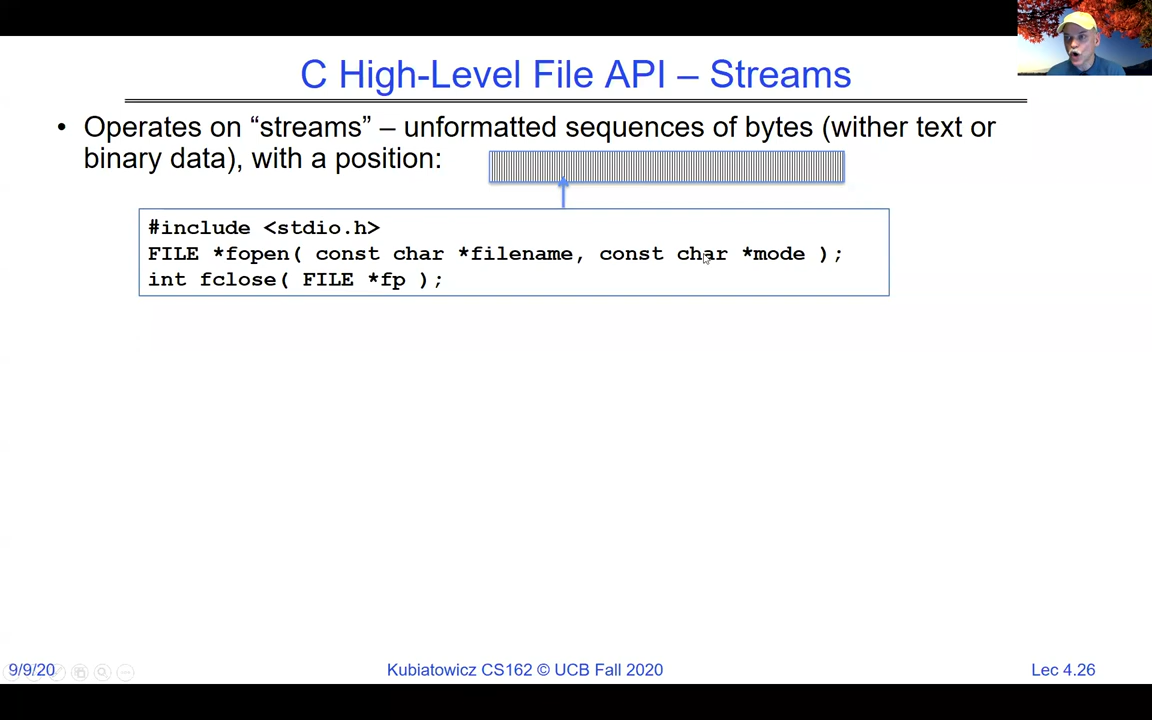 C High-Level File API – Streams
• Operates on “streams” – unformatted sequences of bytes (wither text or
binary data), with a position:
#include <stdio.h>
FILE *fopen( const char *filename, const char *mode );
int fclose( FILE *fp );
9/9/20
Kubiatowicz CS162 © UCB Fall 2020
Lec 4.26